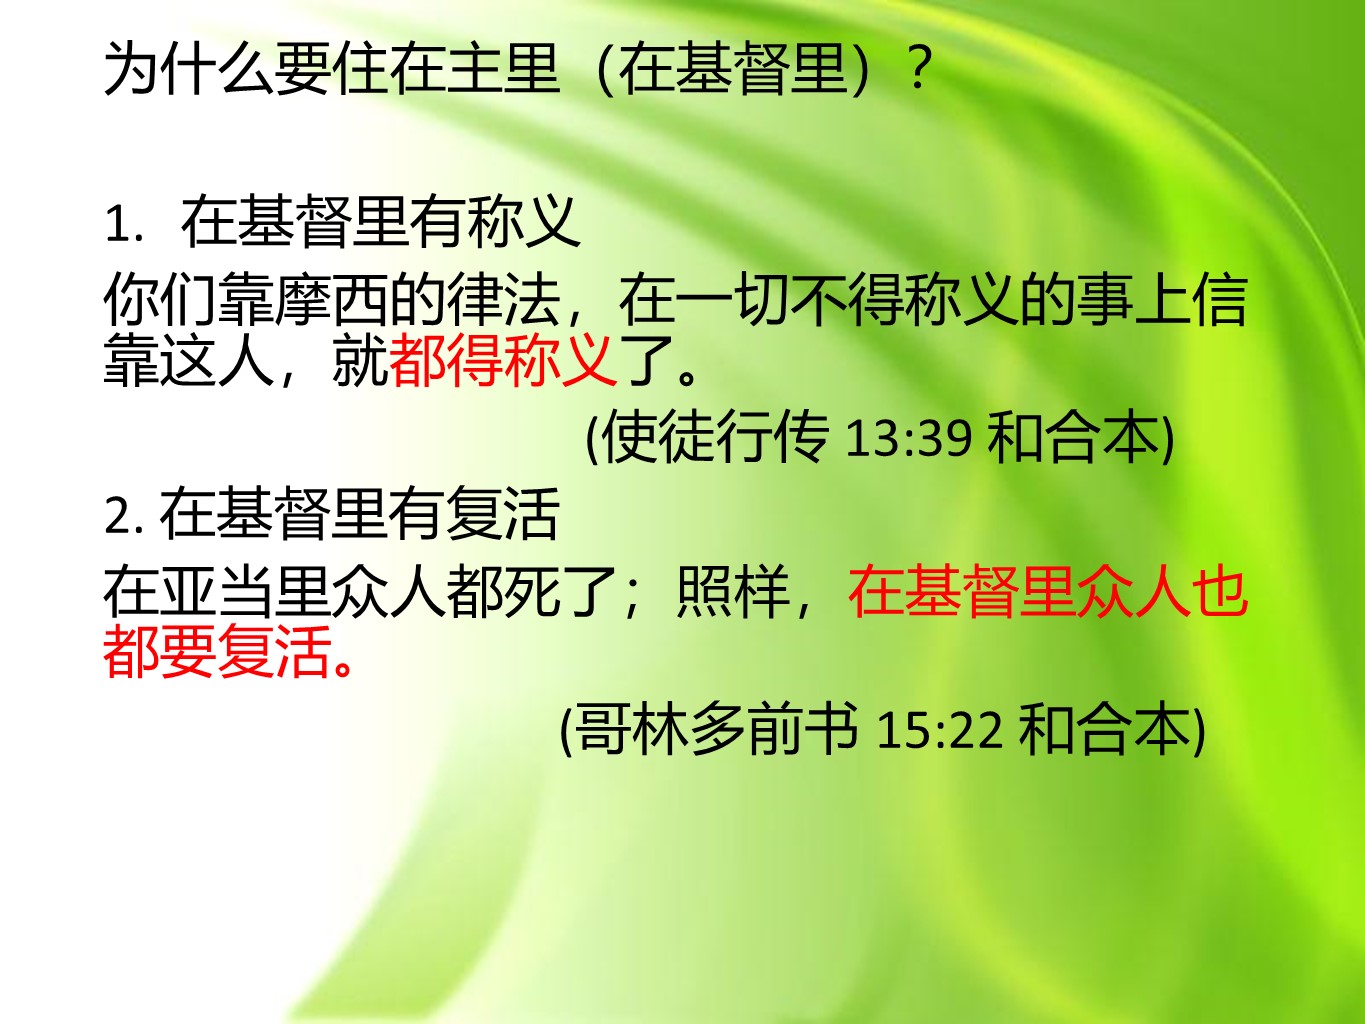 为什么要住在主里（在基督里）?
1. 在基督里有称义
你们靠摩西的律法，在一切不得称义的事上信
靠这人，就都得称义了。
(使徒行传 13:39 和合本)
2. 在基督里有复活
在亚当里众人都死了；照样，在基督里众人也
都要复活。
(哥林多前书 15:22 和合本)